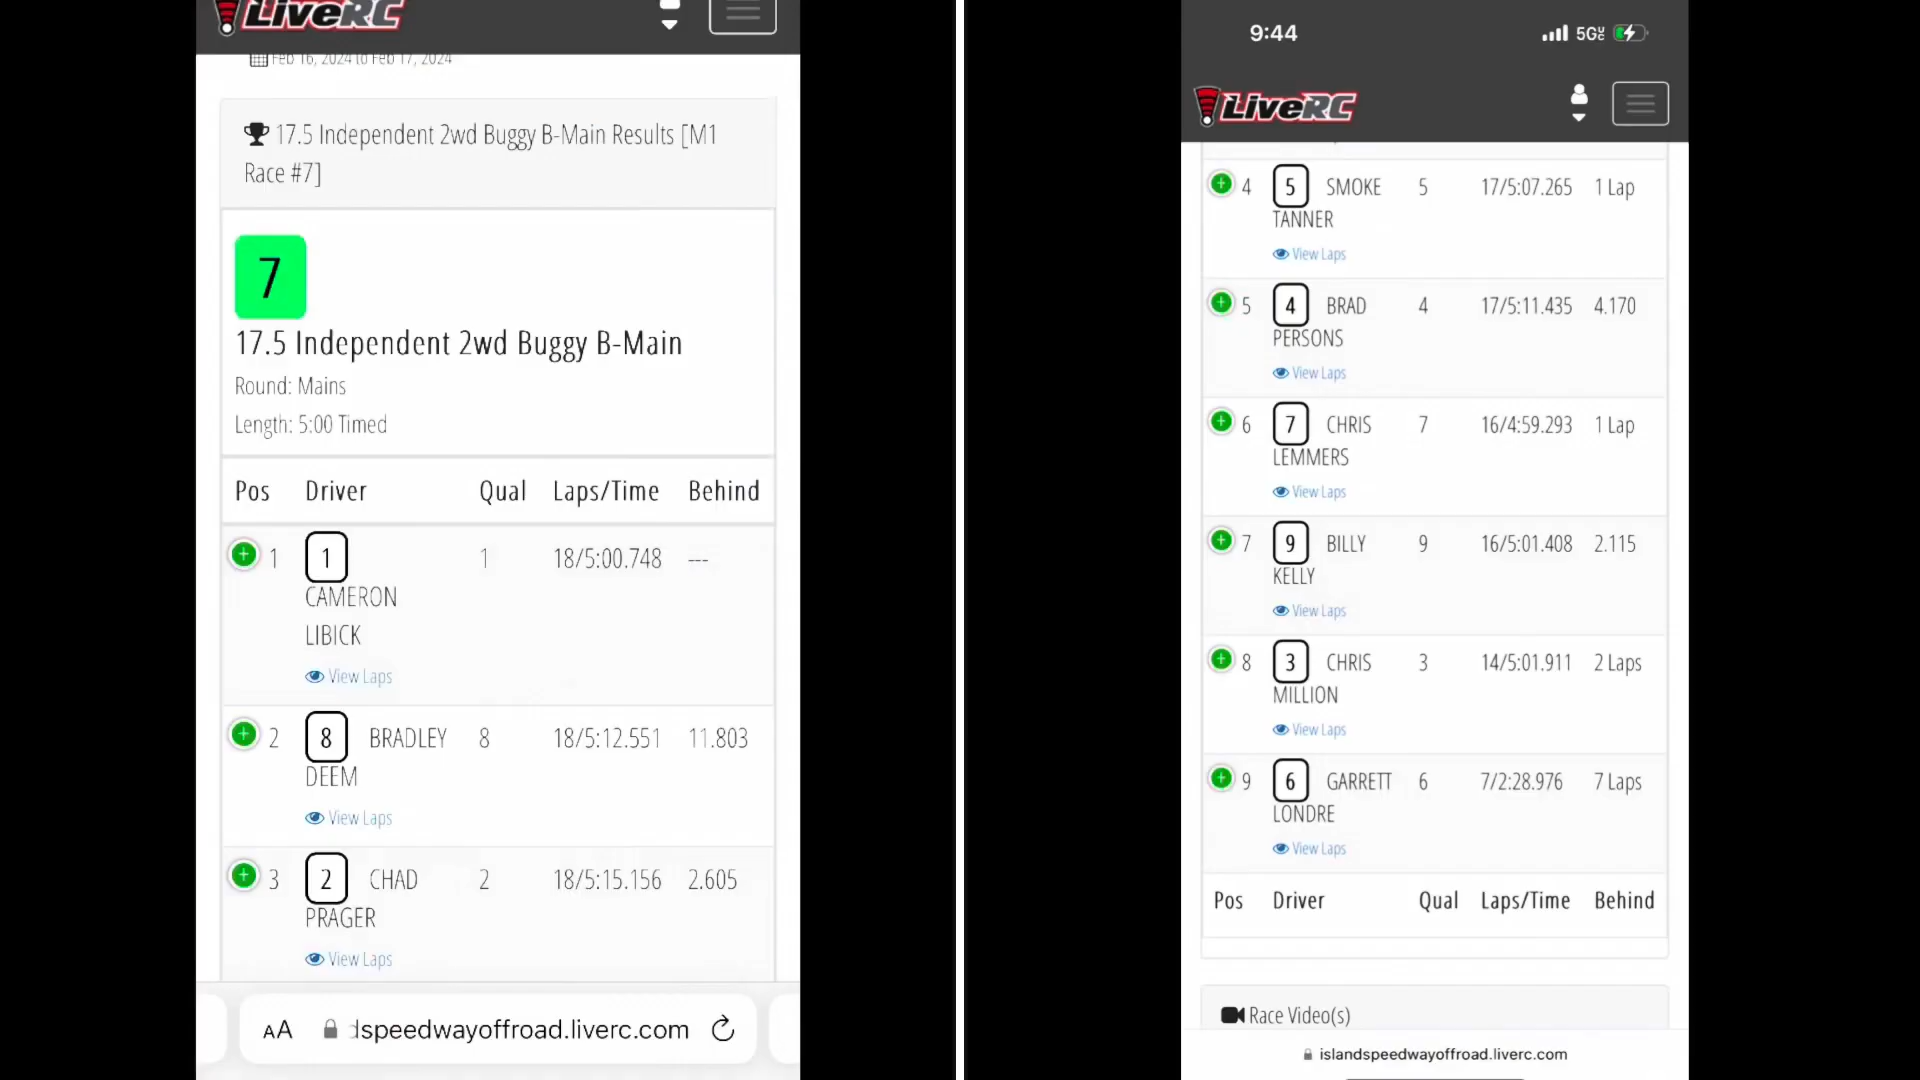 LiveRC
Feb 16, 2024 to Feb 17, 2024
17.5 Independent 2wd Buggy B-Main Results [M1
Race #7]
7
17.5 Independent 2wd Buggy B-Main
Round: Mains
Length: 5:00 Timed
Pos Driver Qual Laps/Time Behind
1 1 1 18/5:00.748 ---
CAMERON
LIBICK
View Laps
2 8 BRADLEY 8 18/5:12.551 11.803
DEEM
View Laps
3 2 CHAD 2 18/5:15.156 2.605
PRAGER
View Laps
AA dspeedwayoffroad.liverc.com
9:44 5G
LiveRC
4 5 SMOKE 5 17/5:07.265 1 Lap
TANNER
View Laps
5 4 BRAD 4 17/5:11.435 4.170
PERSONS
View Laps
6 7 CHRIS 7 16/4:59.293 1 Lap
LEMMERS
View Laps
7 9 BILLY 9 16/5:01.408 2.115
KELLY
View Laps
8 3 CHRIS 3 14/5:01.911 2 Laps
MILLION
View Laps
9 6 GARRETT 6 7/2:28.976 7 Laps
LONDRE
View Laps
Pos Driver Qual Laps/Time Behind
Race Video(s)
islandspeedwayoffroad.liverc.com